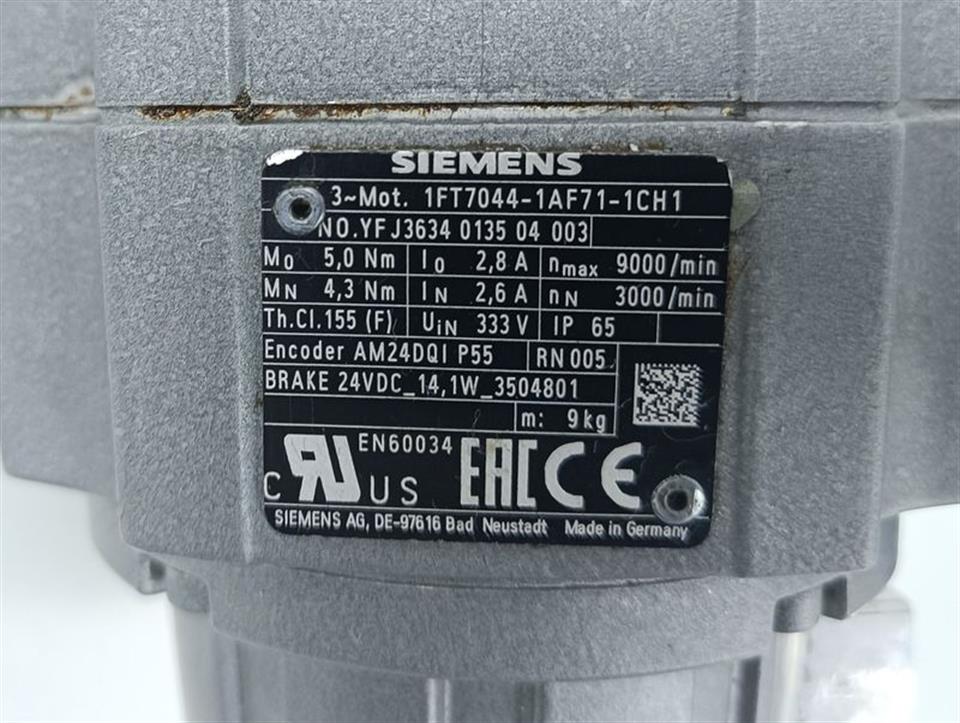 SIEMENS
3~Mot. 1FT7044-1AF71-1CH1
NO.YFJ3634 0135 04 003
M0 5,0 Nm I0 2,8 A nmax 9000/min
MN 4,3 Nm IN 2,6 A nN 3000/min
Th.Cl.155 (F) UiN 333 V IP 65
Encoder AM24DQI P55 RN 005
BRAKE 24VDC_14,1W_3504801
m: 9kg
EN60034
C RU US EAC CE
SIEMENS AG, DE-97616 Bad Neustadt Made in Germany